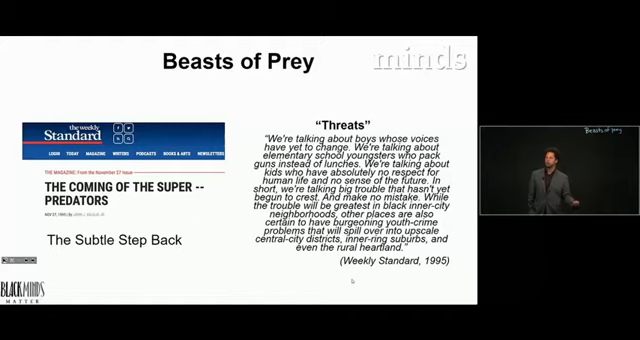 Beasts of Prey
minds
the weekly
Standard
LOGIN TODAY MAGAZINE WRITERS PODCASTS BOOKS & ARTS NEWSLETTERS
THE MAGAZINE: From the November 27 Issue
THE COMING OF THE SUPER --
PREDATORS
The Subtle Step Back
“Threats”
“We're talking about boys whose voices
have yet to change. We're talking about
elementary school youngsters who pack
guns instead of lunches. We're talking about
kids who have absolutely no respect for
human life and no sense of the future. In
short, we're talking big trouble that hasn't yet
begun to crest. And make no mistake. While
the trouble will be greatest in black inner-city
neighborhoods, other places are also
certain to have burgeoning youth-crime
problems that will spill over into upscale
central-city districts, inner-ring suburbs, and
even the rural heartland.”
(Weekly Standard, 1995)
BLACKMINDS
MATTER
Beasts of Prey